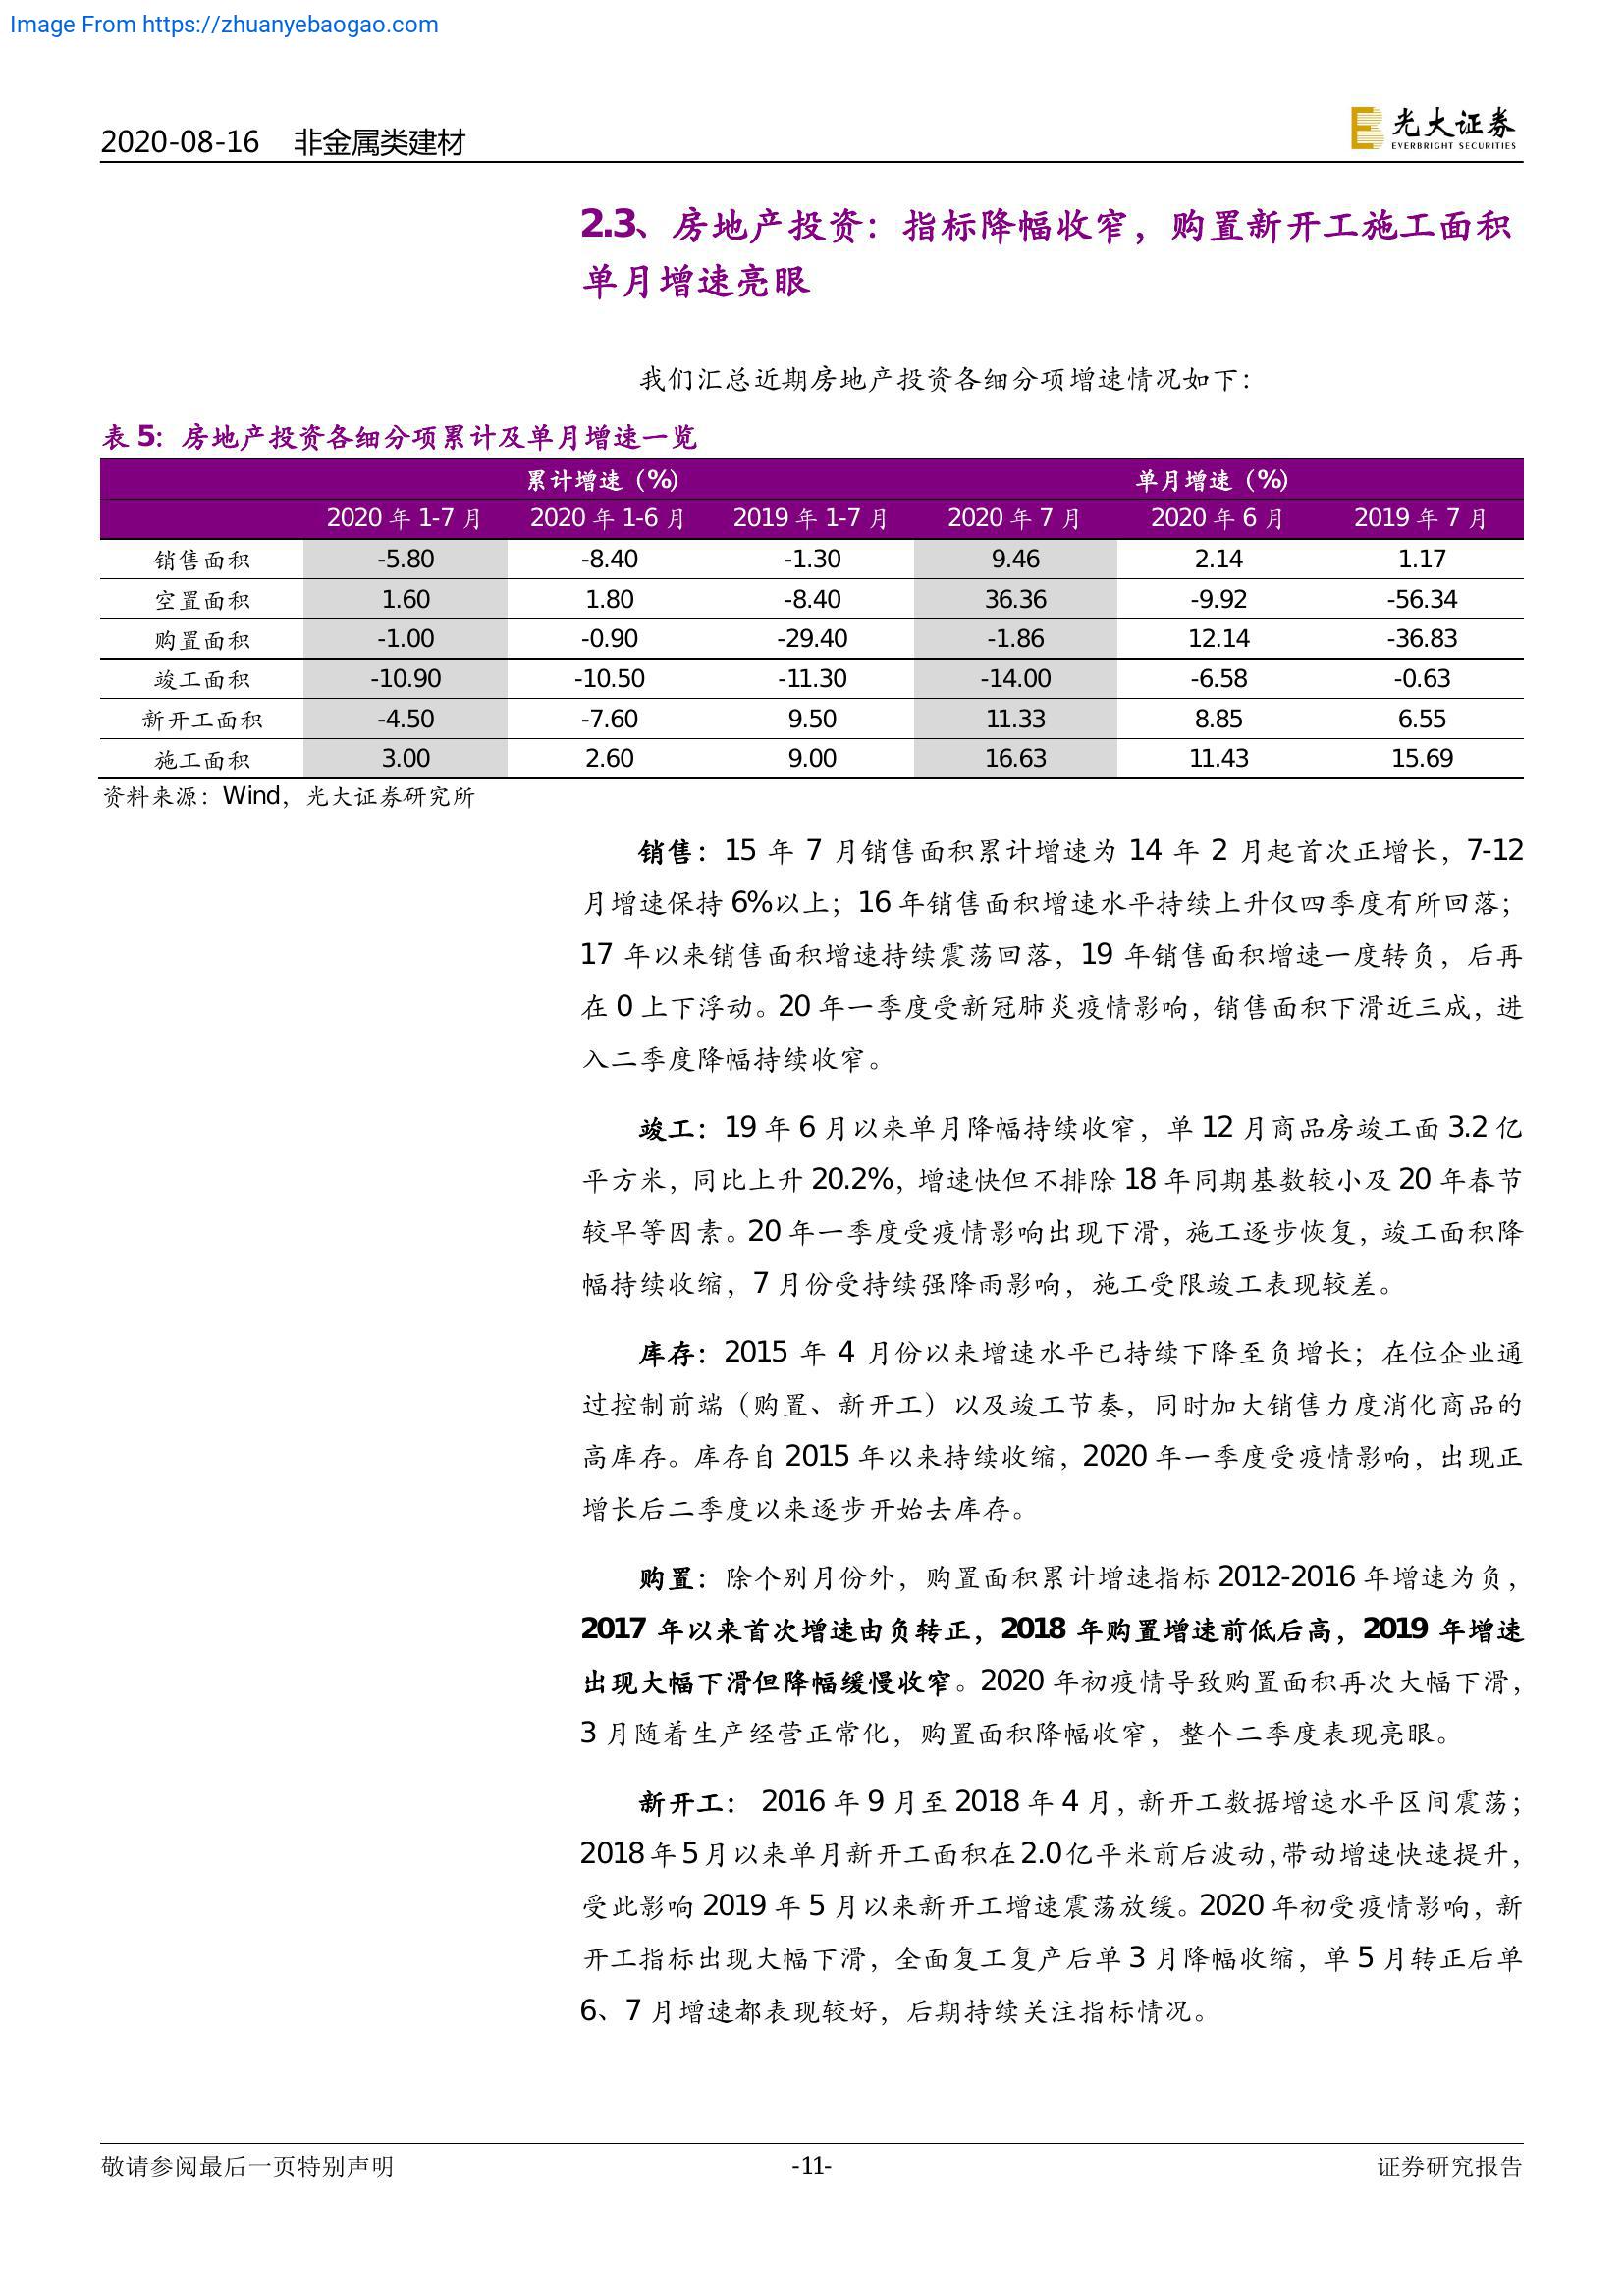 Image From https://zhuanyebaogao.com
2020-08-16 非金属类建材
光大证券
EVERBRIGHT SECURITIES
2.3、房地产投资：指标降幅收窄，购置新开工施工面积
单月增速亮眼
我们汇总近期房地产投资各细分项增速情况如下：
表 5：房地产投资各细分项累计及单月增速一览
累计增速（%） 单月增速（%）
2020 年 1-7 月 2020 年 1-6 月 2019 年 1-7 月 2020 年 7 月 2020 年 6 月 2019 年 7 月
销售面积 -5.80 -8.40 -1.30 9.46 2.14 1.17
空置面积 1.60 1.80 -8.40 36.36 -9.92 -56.34
购置面积 -1.00 -0.90 -29.40 -1.86 12.14 -36.83
竣工面积 -10.90 -10.50 -11.30 -14.00 -6.58 -0.63
新开工面积 -4.50 -7.60 9.50 11.33 8.85 6.55
施工面积 3.00 2.60 9.00 16.63 11.43 15.69
资料来源：Wind，光大证券研究所
销售：15 年 7 月销售面积累计增速为 14 年 2 月起首次正增长，7-12
月增速保持 6%以上；16 年销售面积增速水平持续上升仅四季度有所回落；
17 年以来销售面积增速持续震荡回落，19 年销售面积增速一度转负，后再
在 0 上下浮动。20 年一季度受新冠肺炎疫情影响，销售面积下滑近三成，进
入二季度降幅持续收窄。
竣工：19 年 6 月以来单月降幅持续收窄，单 12 月商品房竣工面 3.2 亿
平方米，同比上升 20.2%，增速快但不排除 18 年同期基数较小及 20 年春节
较早等因素。20 年一季度受疫情影响出现下滑，施工逐步恢复，竣工面积降
幅持续收缩，7 月份受持续强降雨影响，施工受限竣工表现较差。
库存：2015 年 4 月份以来增速水平已持续下降至负增长；在位企业通
过控制前端（购置、新开工）以及竣工节奏，同时加大销售力度消化商品的
高库存。库存自 2015 年以来持续收缩，2020 年一季度受疫情影响，出现正
增长后二季度以来逐步开始去库存。
购置：除个别月份外，购置面积累计增速指标 2012-2016 年增速为负，
2017 年以来首次增速由负转正，2018 年购置增速前低后高，2019 年增速
出现大幅下滑但降幅缓慢收窄。2020 年初疫情导致购置面积再次大幅下滑，
3 月随着生产经营正常化，购置面积降幅收窄，整个二季度表现亮眼。
新开工： 2016 年 9 月至 2018 年 4 月，新开工数据增速水平区间震荡；
2018 年 5 月以来单月新开工面积在 2.0 亿平米前后波动，带动增速快速提升，
受此影响 2019 年 5 月以来新开工增速震荡放缓。2020 年初受疫情影响，新
开工指标出现大幅下滑，全面复工复产后单 3 月降幅收缩，单 5 月转正后单
6、7 月增速都表现较好，后期持续关注指标情况。
敬请参阅最后一页特别声明 -11- 证券研究报告